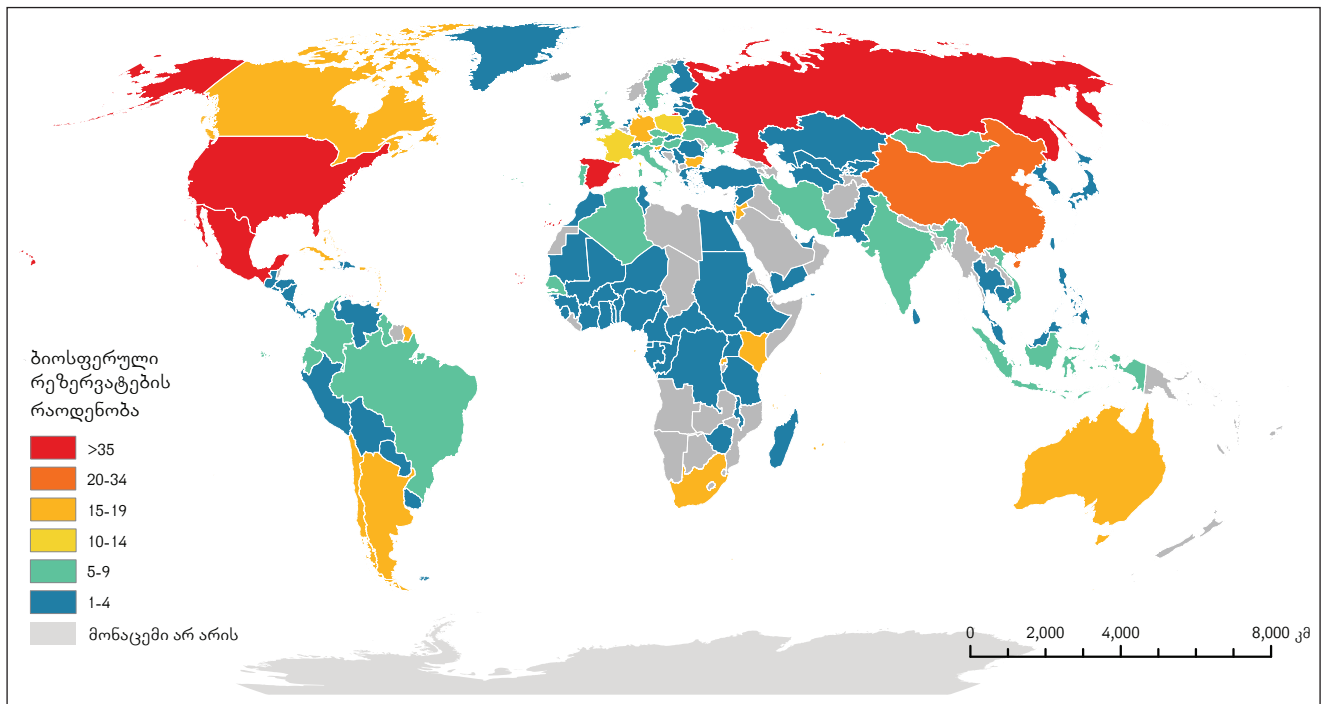 ბიოსფერული
რეზერვატების
რაოდენობა
>35
20-34
15-19
10-14
5-9
1-4
მონაცემი არ არის
0 2,000 4,000 8,000 კმ